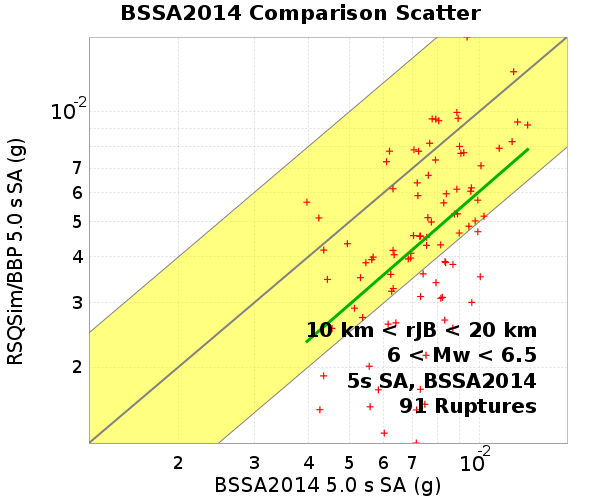 BSSA2014 Comparison Scatter
RSQSim/BBP 5.0 s SA (g)
10-2
7
6
5
4
3
2
10 km < rJB < 20 km
6 < Mw < 6.5
5s SA, BSSA2014
91 Ruptures
2 3 4 5 6 7 10-2
BSSA2014 5.0 s SA (g)